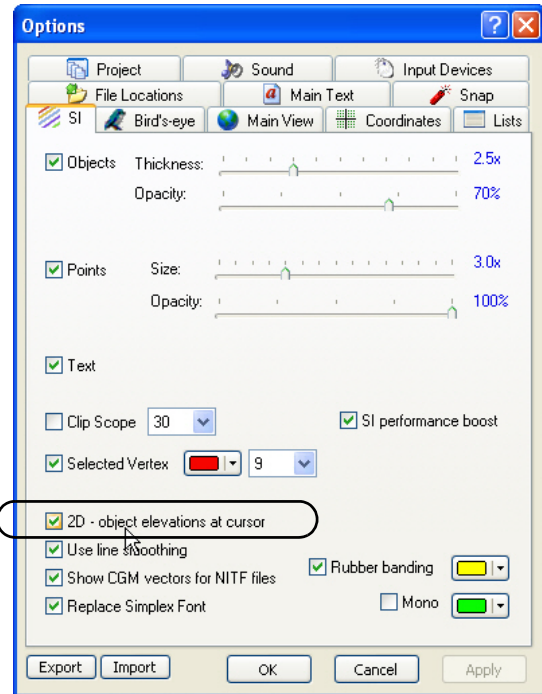 Options
Project Sound Input Devices
File Locations a Main Text Snap
SI Bird's-eye Main View Coordinates Lists
Objects Thickness: 2.5x
Opacity: 70%
Points Size: 3.0x
Opacity: 100%
Text
Clip Scope 30 SI performance boost
Selected Vertex 9
2D - object elevations at cursor
Use line smoothing
Rubber banding
Show CGM vectors for NITF files
Replace Simplex Font Mono
Export Import OK Cancel Apply